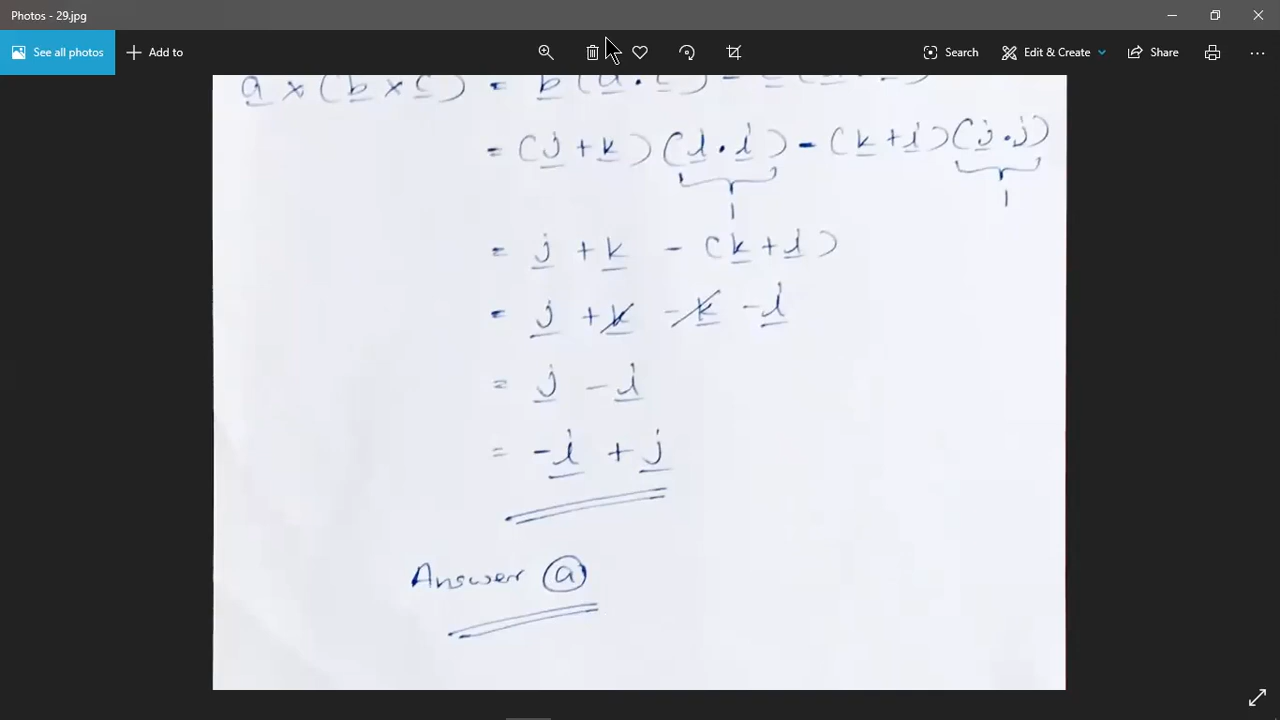 Photos - 29.jpg
See all photos
Add to
Search
Edit & Create
Share
a × (b × c) = b (a . c) -
= (j + k) (i . i) - (k + i) (j . j)
1
1
= j + k - (k + i)
= j + k - k - i
= j - i
= -i + j
Answer a